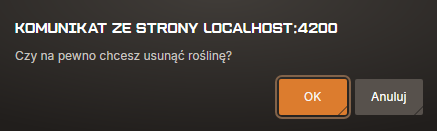 KOMUNIKAT ZE STRONY LOCALHOST:4200
Czy na pewno chcesz usunąć roślinę?
OK Anuluj